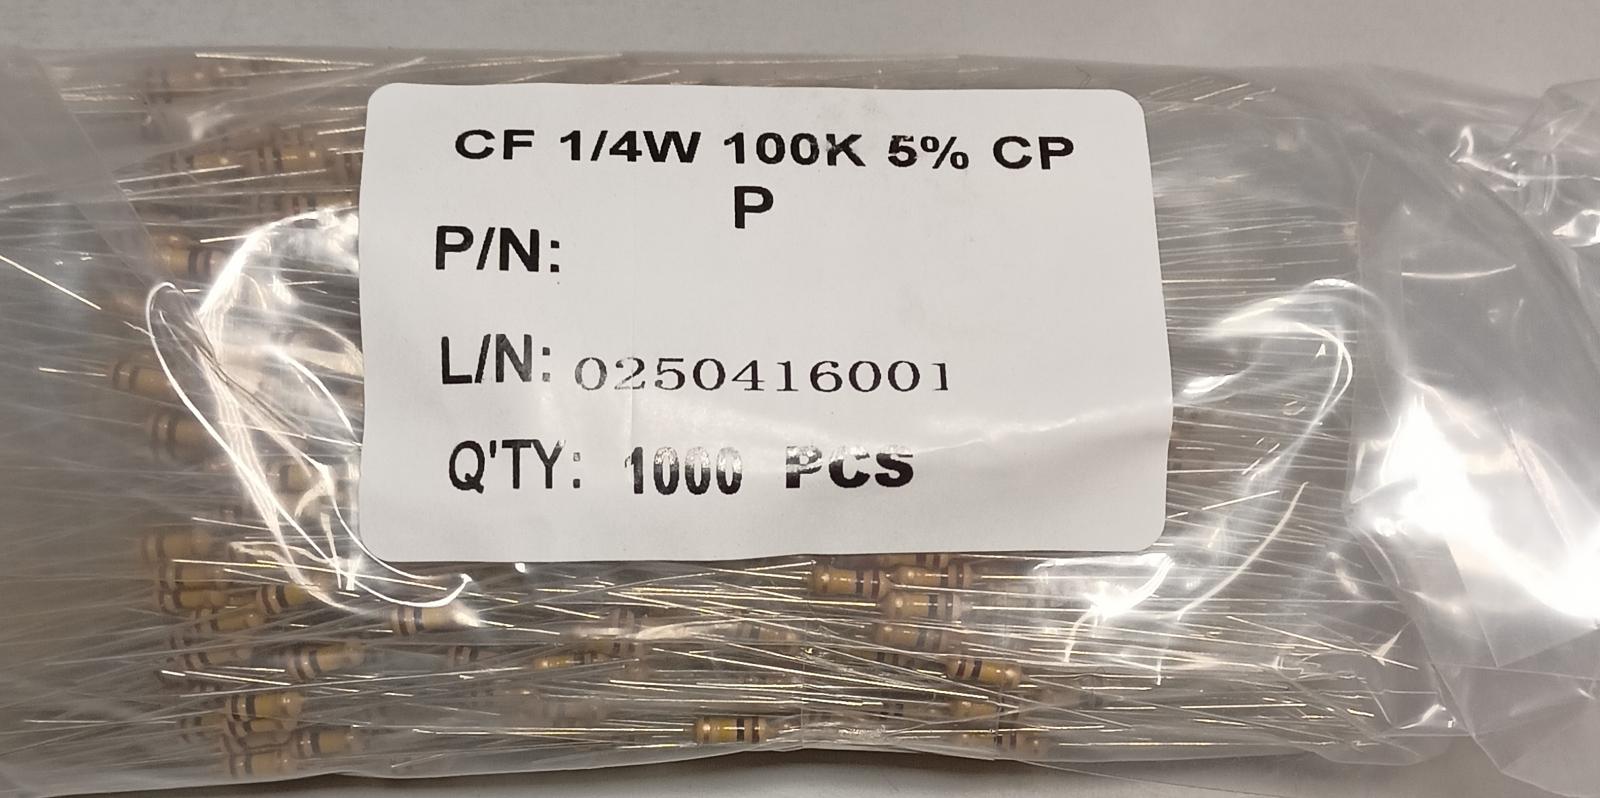 CF 1/4W 100K 5% CP
P
P/N:
L/N: 0250416001
Q'TY: 1000 PCS